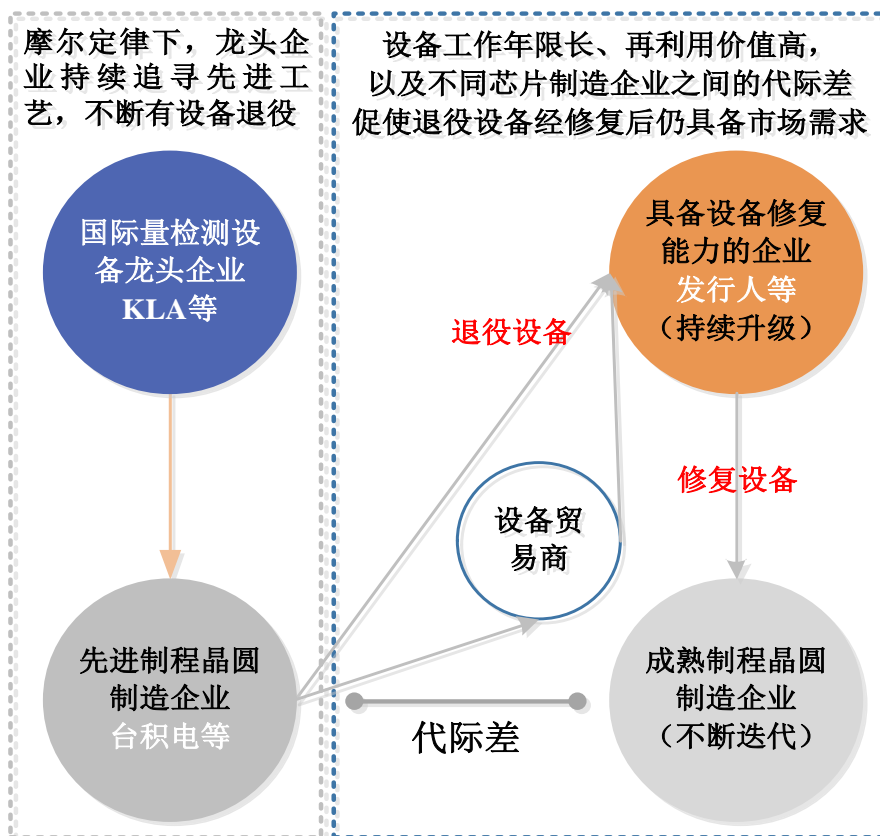 摩尔定律下，龙头企
业持续追寻先进工
艺，不断有设备退役
设备工作年限长、再利用价值高，
以及不同芯片制造企业之间的代际差
促使退役设备经修复后仍具备市场需求
国际量检测设
备龙头企业
KLA等
具备设备修复
能力的企业
发行人等
（持续升级）
退役设备
修复设备
设备贸
易商
先进制程晶圆
制造企业
台积电等
代际差
成熟制程晶圆
制造企业
（不断迭代）